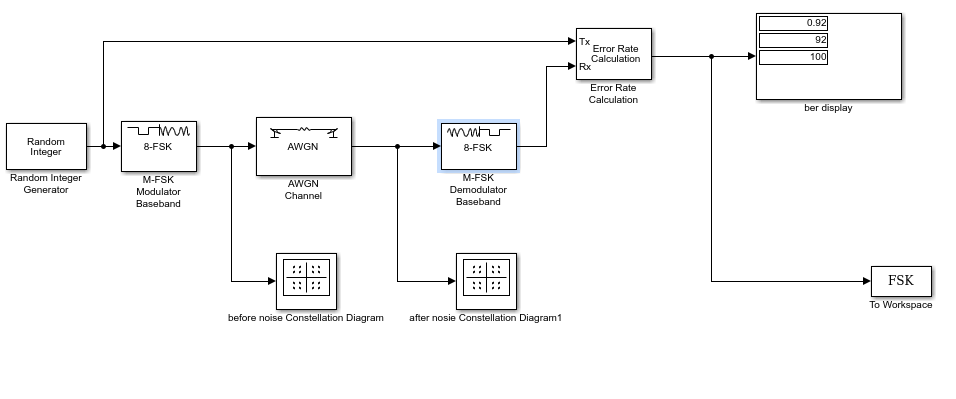 Tx
Error Rate
Calculation
Rx
Error Rate
Calculation
0.92
92
100
ber display
Random
Integer
Random Integer
Generator
8-FSK
M-FSK
Modulator
Baseband
AWGN
AWGN
Channel
8-FSK
M-FSK
Demodulator
Baseband
before noise Constellation Diagram
after nosie Constellation Diagram1
FSK
To Workspace